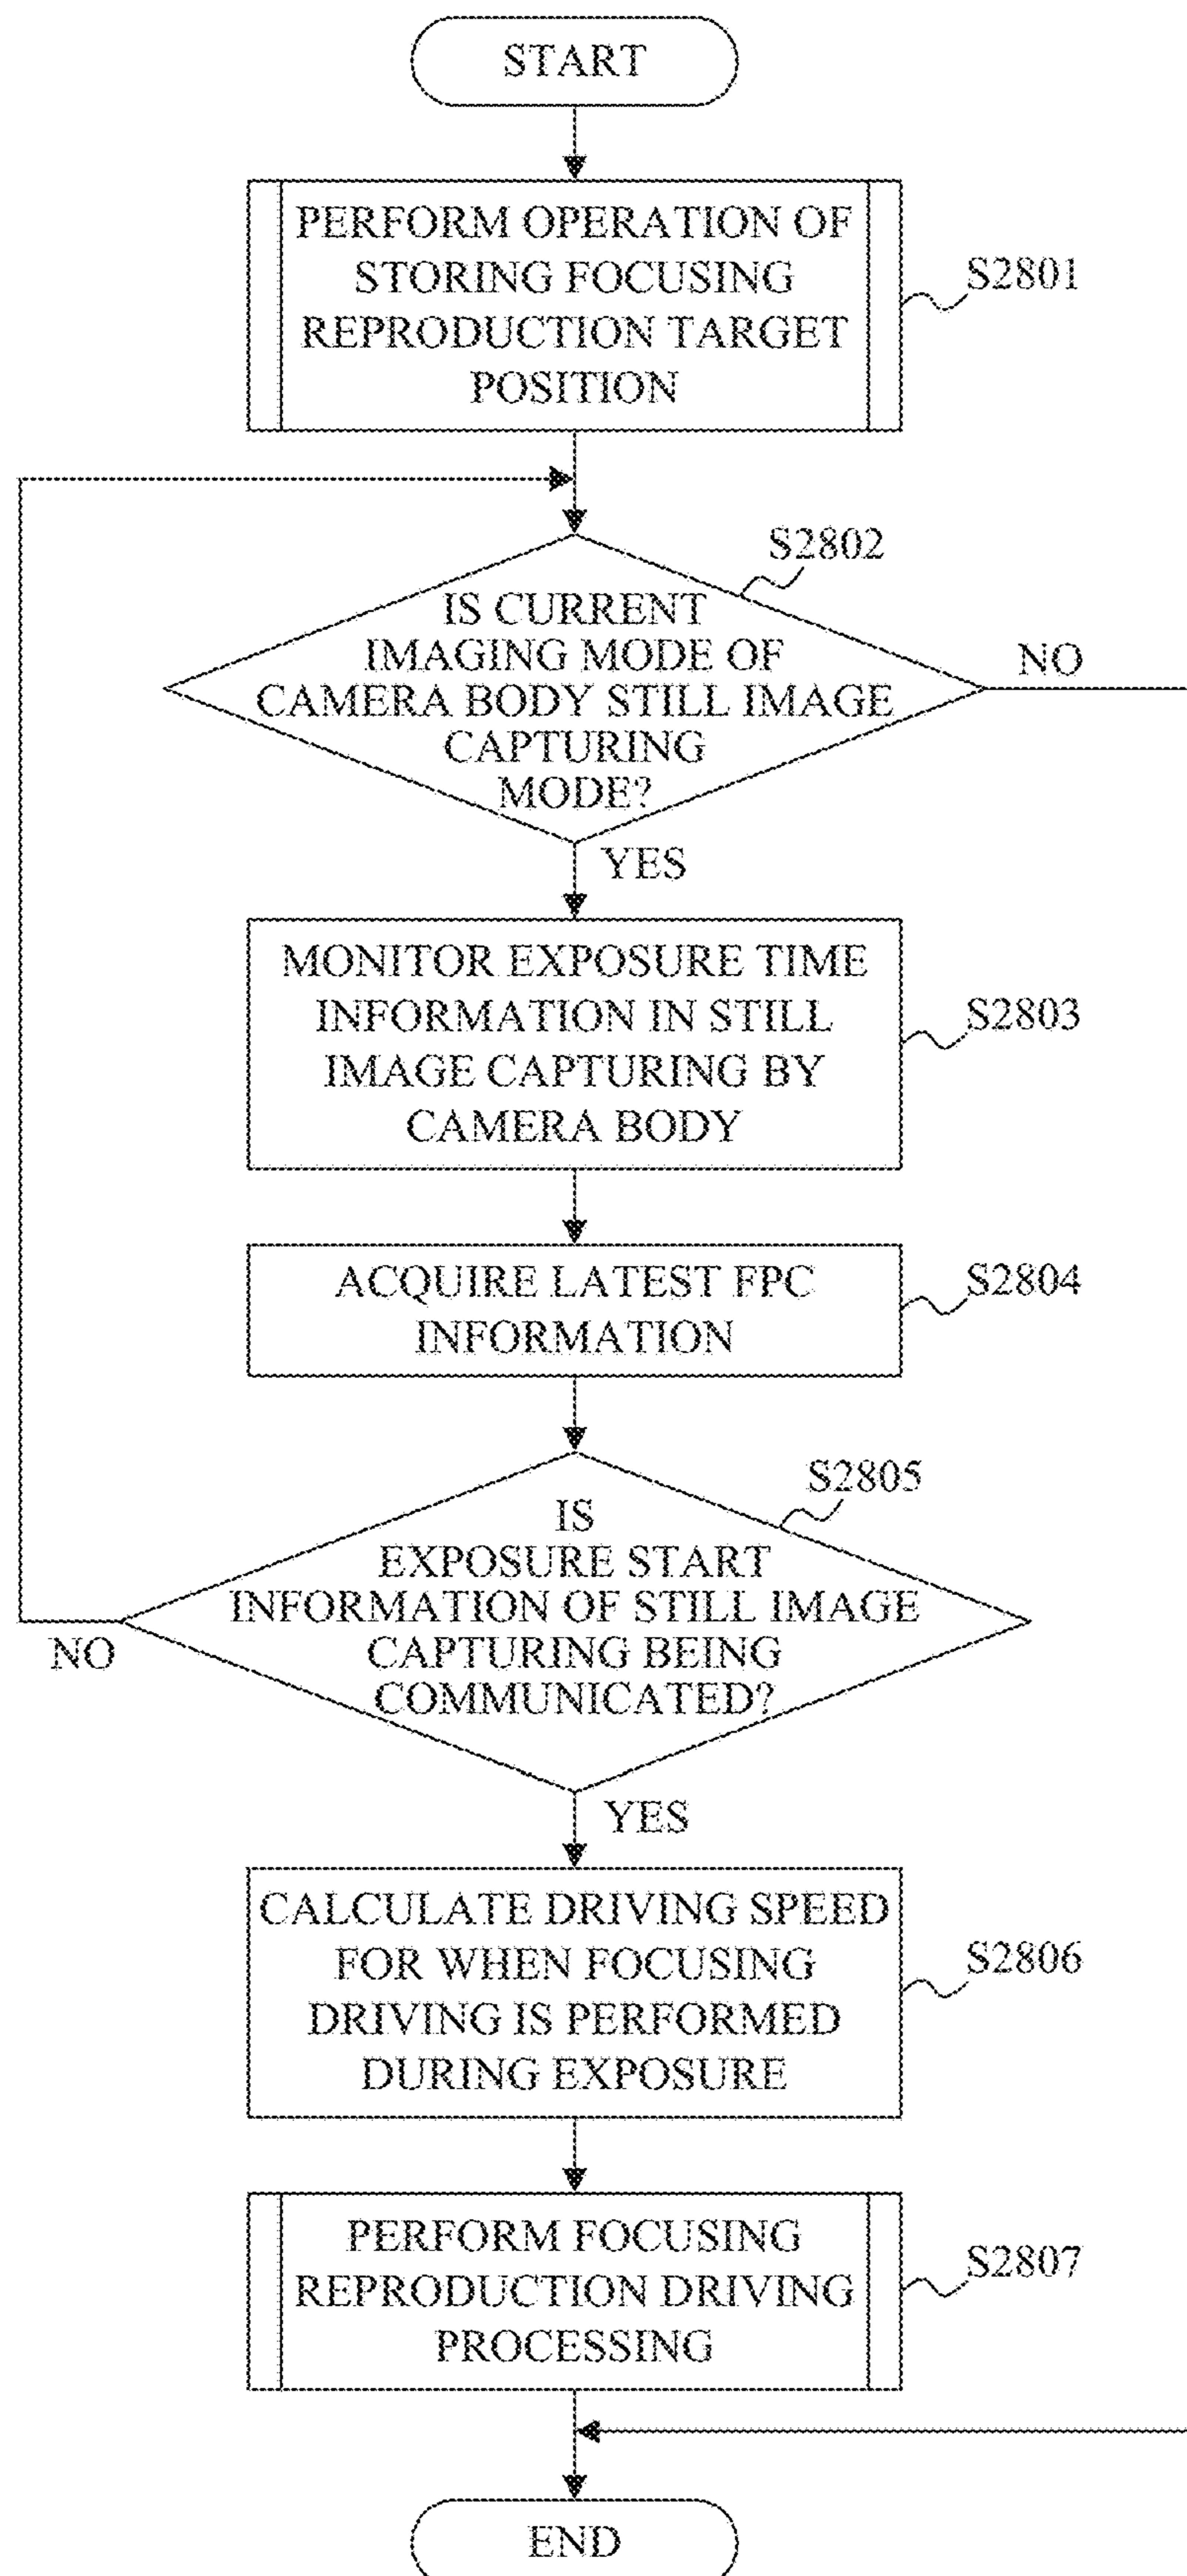 START
PERFORM OPERATION OF
STORING FOCUSING
REPRODUCTION TARGET
POSITION
S2801
S2802
IS CURRENT
IMAGING MODE OF
CAMERA BODY STILL IMAGE
CAPTURING
MODE?
NO
YES
MONITOR EXPOSURE TIME
INFORMATION IN STILL
IMAGE CAPTURING BY
CAMERA BODY
S2803
ACQUIRE LATEST FPC
INFORMATION
S2804
S2805
IS
EXPOSURE START
INFORMATION OF STILL IMAGE
CAPTURING BEING
COMMUNICATED?
NO
YES
CALCULATE DRIVING SPEED
FOR WHEN FOCUSING
DRIVING IS PERFORMED
DURING EXPOSURE
S2806
PERFORM FOCUSING
REPRODUCTION DRIVING
PROCESSING
S2807
END